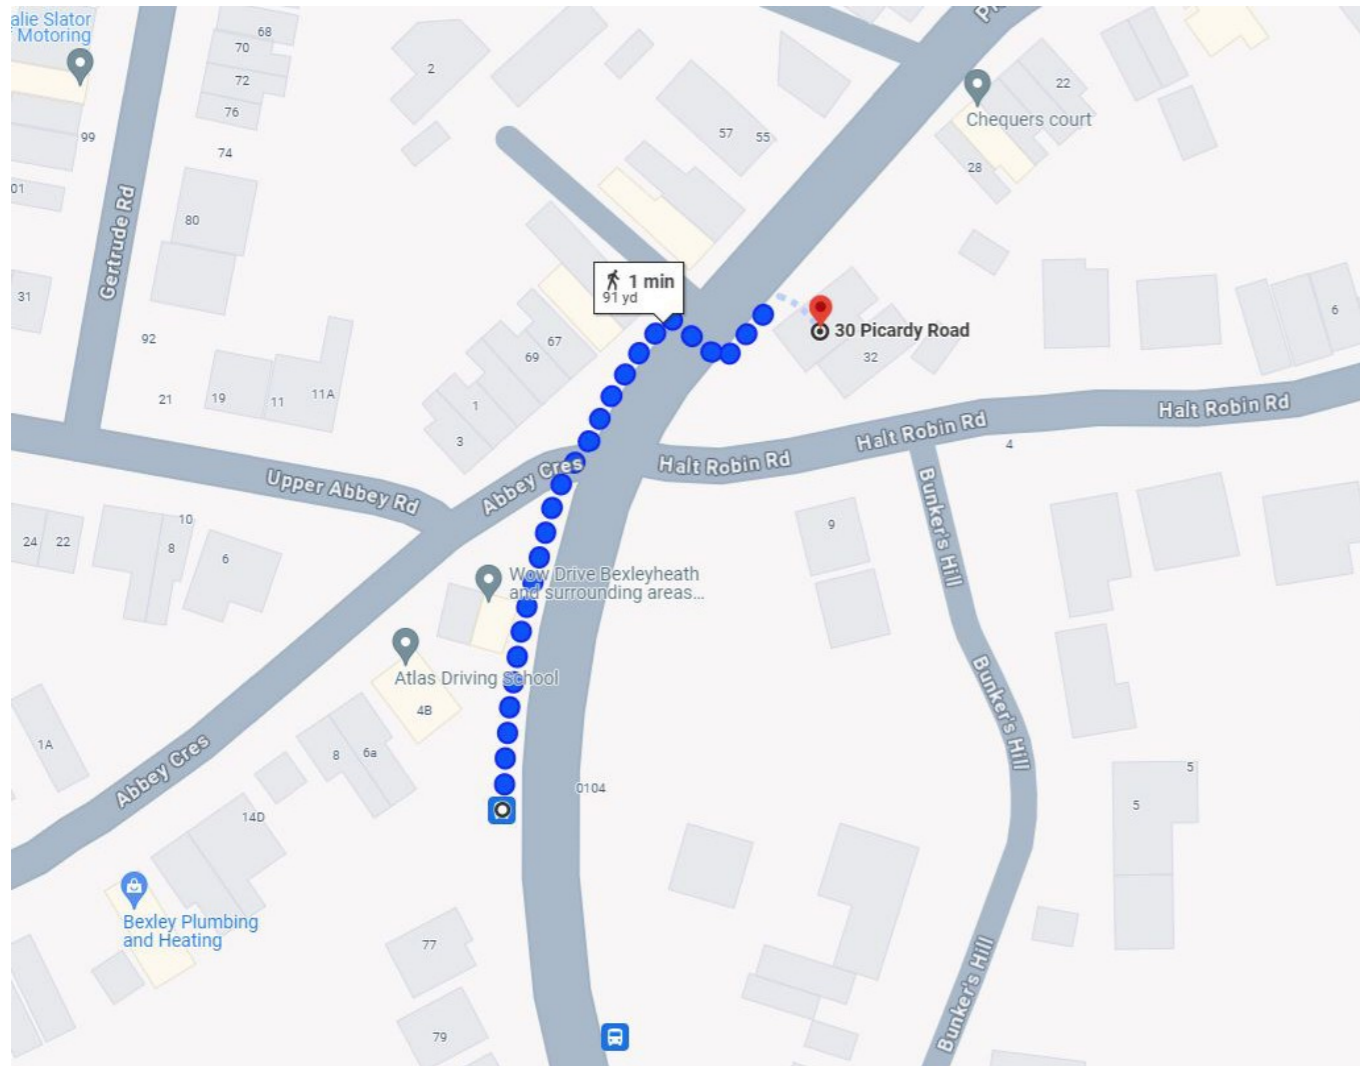 alie Slator
Motoring
68
70
72
76
74
99
01
80
2
Gertrude Rd
57
55
22
Chequers court
28
31
92
1 min
91 yd
67
69
30 Picardy Road
32
6
21
19
11
11A
1
3
Halt Robin Rd
Halt Robin Rd
Halt Robin Rd
4
Upper Abbey Rd
Abbey Cres
Bunker's Hill
24
22
10
8
6
9
Wow Drive Bexleyheath
and surrounding areas...
Atlas Driving School
4B
Bunker's Hill
1A
8
6a
Abbey Cres
0104
5
5
14D
Bexley Plumbing
and Heating
77
79
Bunker's Hill